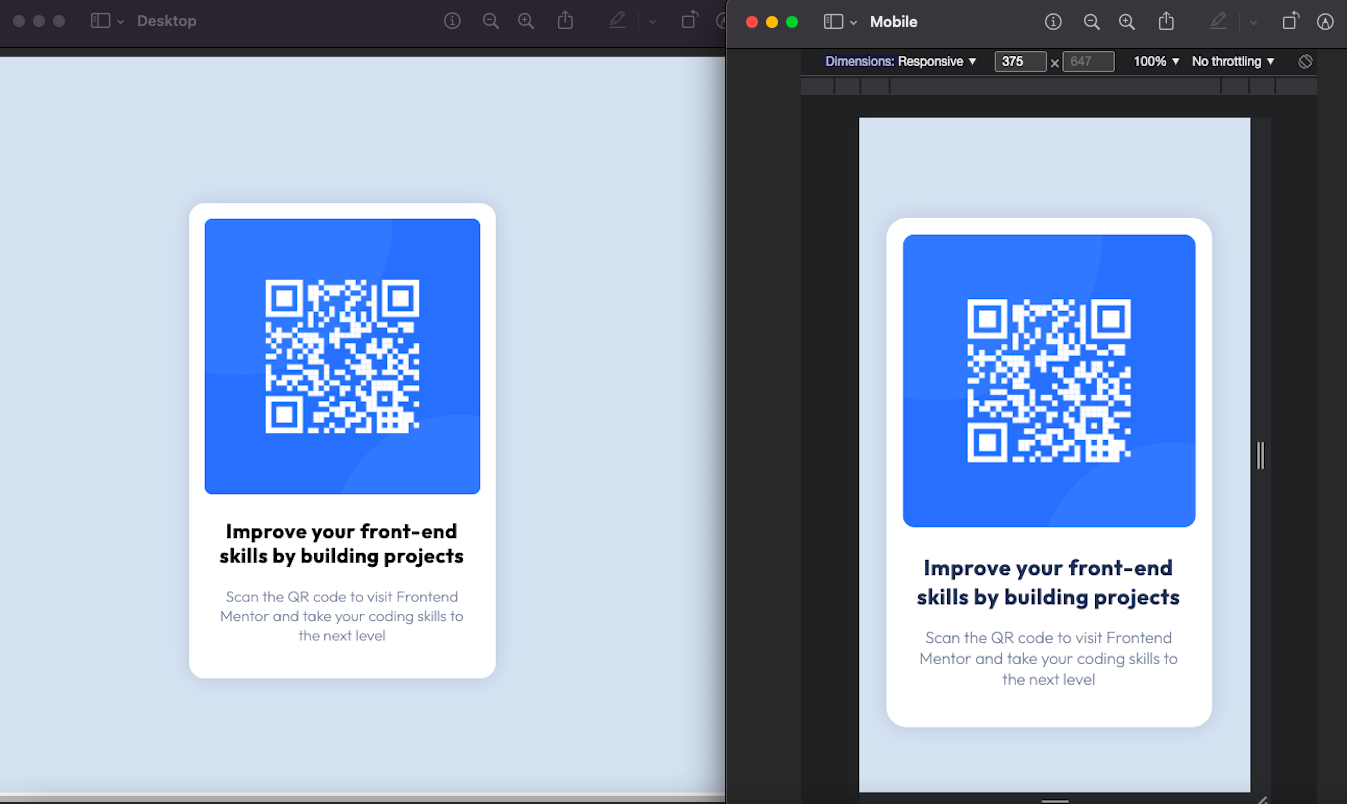 Desktop
Improve your front-end
skills by building projects
Scan the QR code to visit Frontend
Mentor and take your coding skills to
the next level
Mobile
Dimensions: Responsive ▼ 375 x 647 100% ▼ No throttling ▼
Improve your front-end
skills by building projects
Scan the QR code to visit Frontend
Mentor and take your coding skills to
the next level